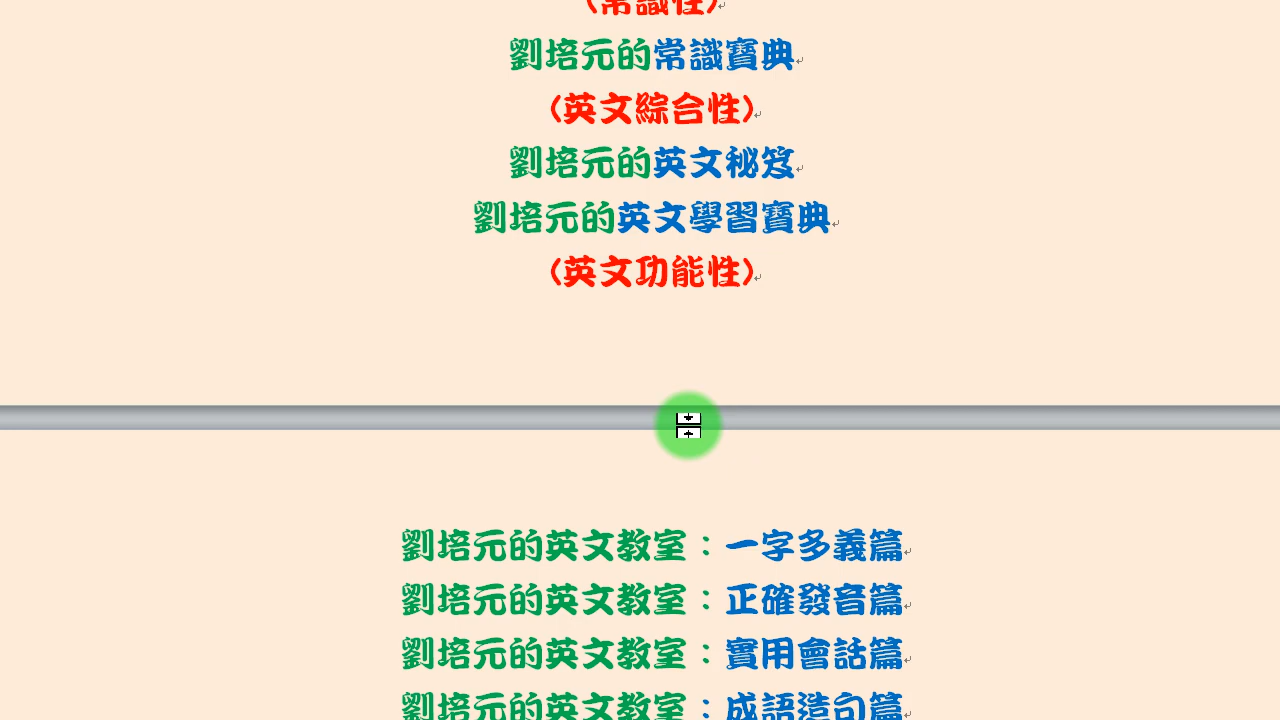 (常識性)
劉培元的常識寶典
(英文綜合性)
劉培元的英文秘笈
劉培元的英文學習寶典
(英文功能性)
劉培元的英文教室：一字多義篇
劉培元的英文教室：正確發音篇
劉培元的英文教室：實用會話篇
劉培元的英文教室：成語造句篇